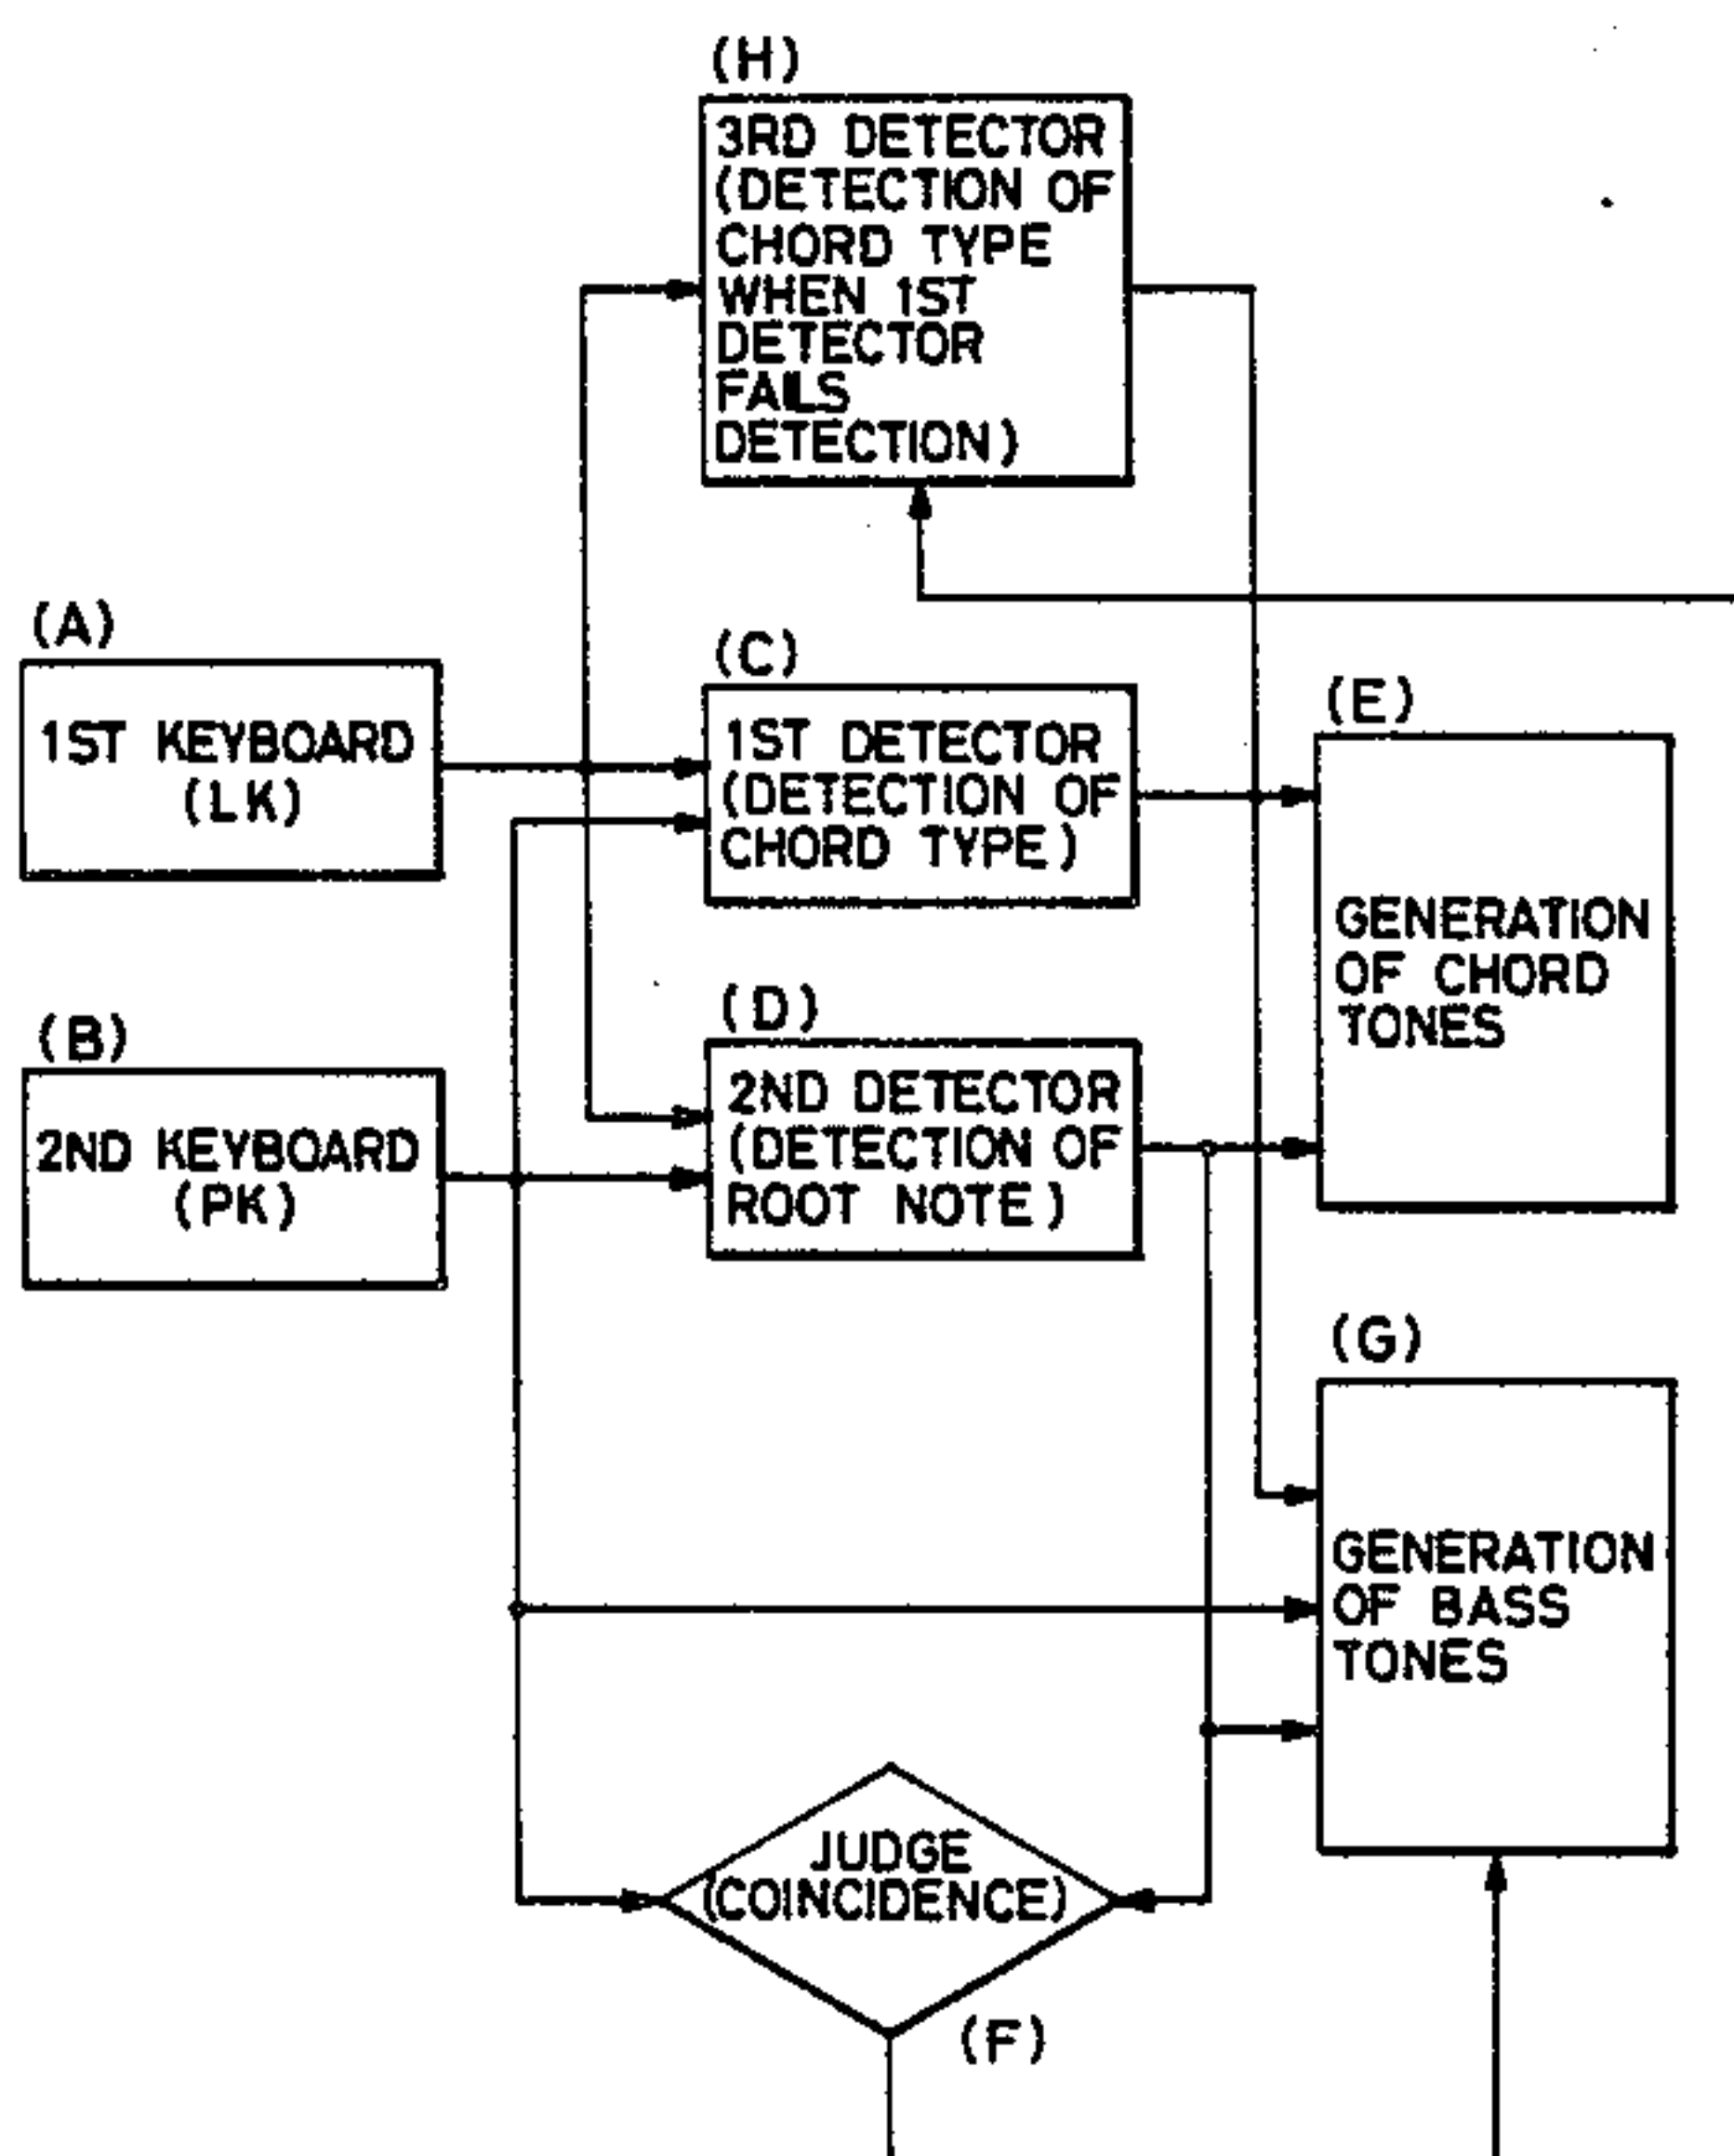 (H)
3RD DETECTOR
(DETECTION OF
CHORD TYPE
WHEN 1ST
DETECTOR
FAILS
DETECTION)
(A)
1ST KEYBOARD
(LK)
(C)
1ST DETECTOR
(DETECTION OF
CHORD TYPE)
(E)
GENERATION
OF CHORD
TONES
(B)
2ND KEYBOARD
(PK)
(D)
2ND DETECTOR
(DETECTION OF
ROOT NOTE)
(G)
GENERATION
OF BASS
TONES
JUDGE
(COINCIDENCE)
(F)